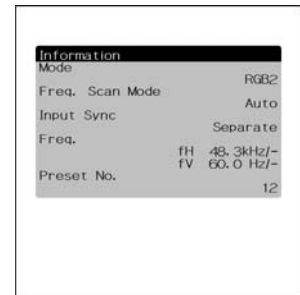 Information
Mode
RGB2
Freq. Scan Mode
Auto
Input Sync
Separate
Freq.
fH 48.3kHz/-
fV 60.0 Hz/-
Preset No.
12